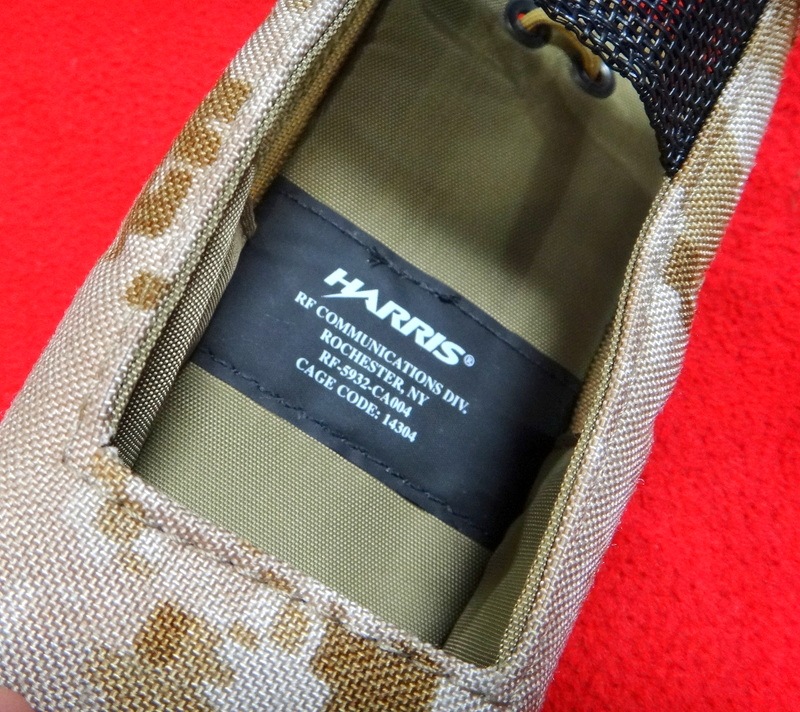 HARRIS®
RF COMMUNICATIONS DIV.
ROCHESTER, NY
RF-5932-CA004
CAGE CODE: 14304